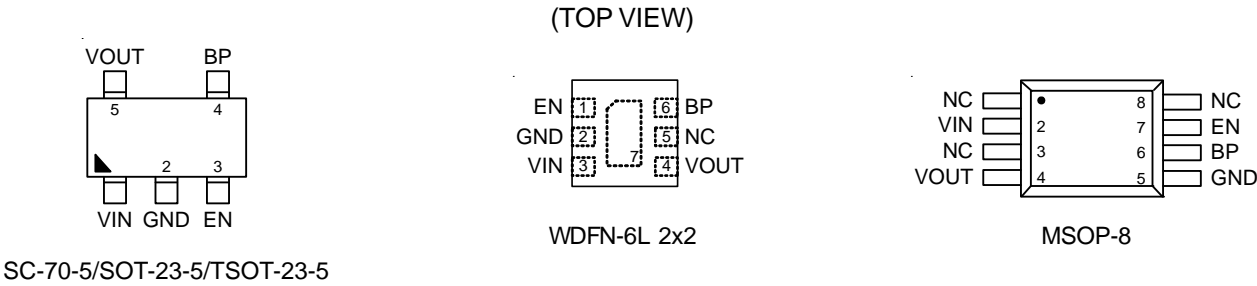 (TOP VIEW)
VOUT BP
5 4
2 3
VIN GND EN
SC-70-5/SOT-23-5/TSOT-23-5
EN 1 6 BP
GND 2 5 NC
VIN 3 7 4 VOUT
WDFN-6L 2x2
NC 8 NC
VIN 2 7 EN
NC 3 6 BP
VOUT 4 5 GND
MSOP-8